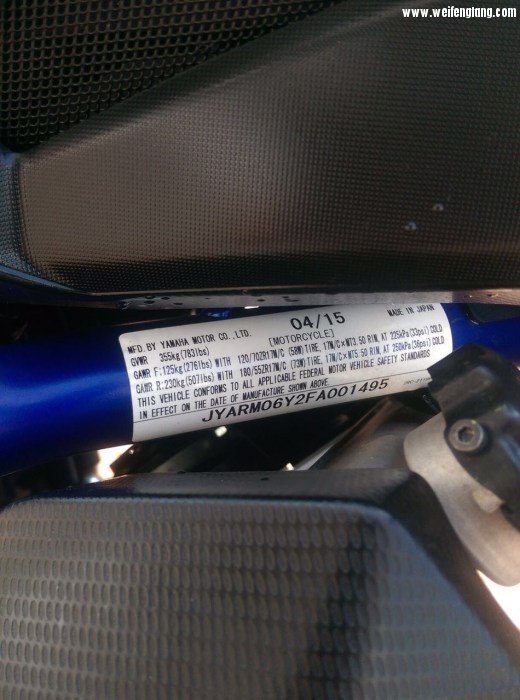 www.weifengtang.com
MFD. BY YAMAHA MOTOR CO., LTD. 04/15 MADE IN JAPAN
GVWR 355kg(783lbs) [MOTORCYCLE]
GAWR F:125kg(276lbs) WITH 120/70ZR17M/C (58W) TIRE, 17M/C×MT3.50 RIM, AT 225kPa(33psi) COLD
GAWR R:230kg(507lbs) WITH 180/55ZR17M/C (73W) TIRE, 17M/C×MT5.50 RIM, AT 250kPa(36psi) COLD
THIS VEHICLE CONFORMS TO ALL APPLICABLE FEDERAL MOTOR VEHICLE SAFETY STANDARDS
IN EFFECT ON THE DATE OF MANUFACTURE SHOWN ABOVE.
JYARM06Y2FA001495